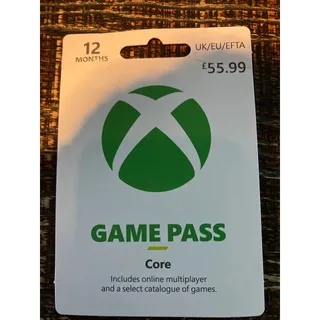 12
MONTHS
UK/EU/EFTA
£55.99
GAME PASS
Core
Includes online multiplayer
and a select catalogue of games.